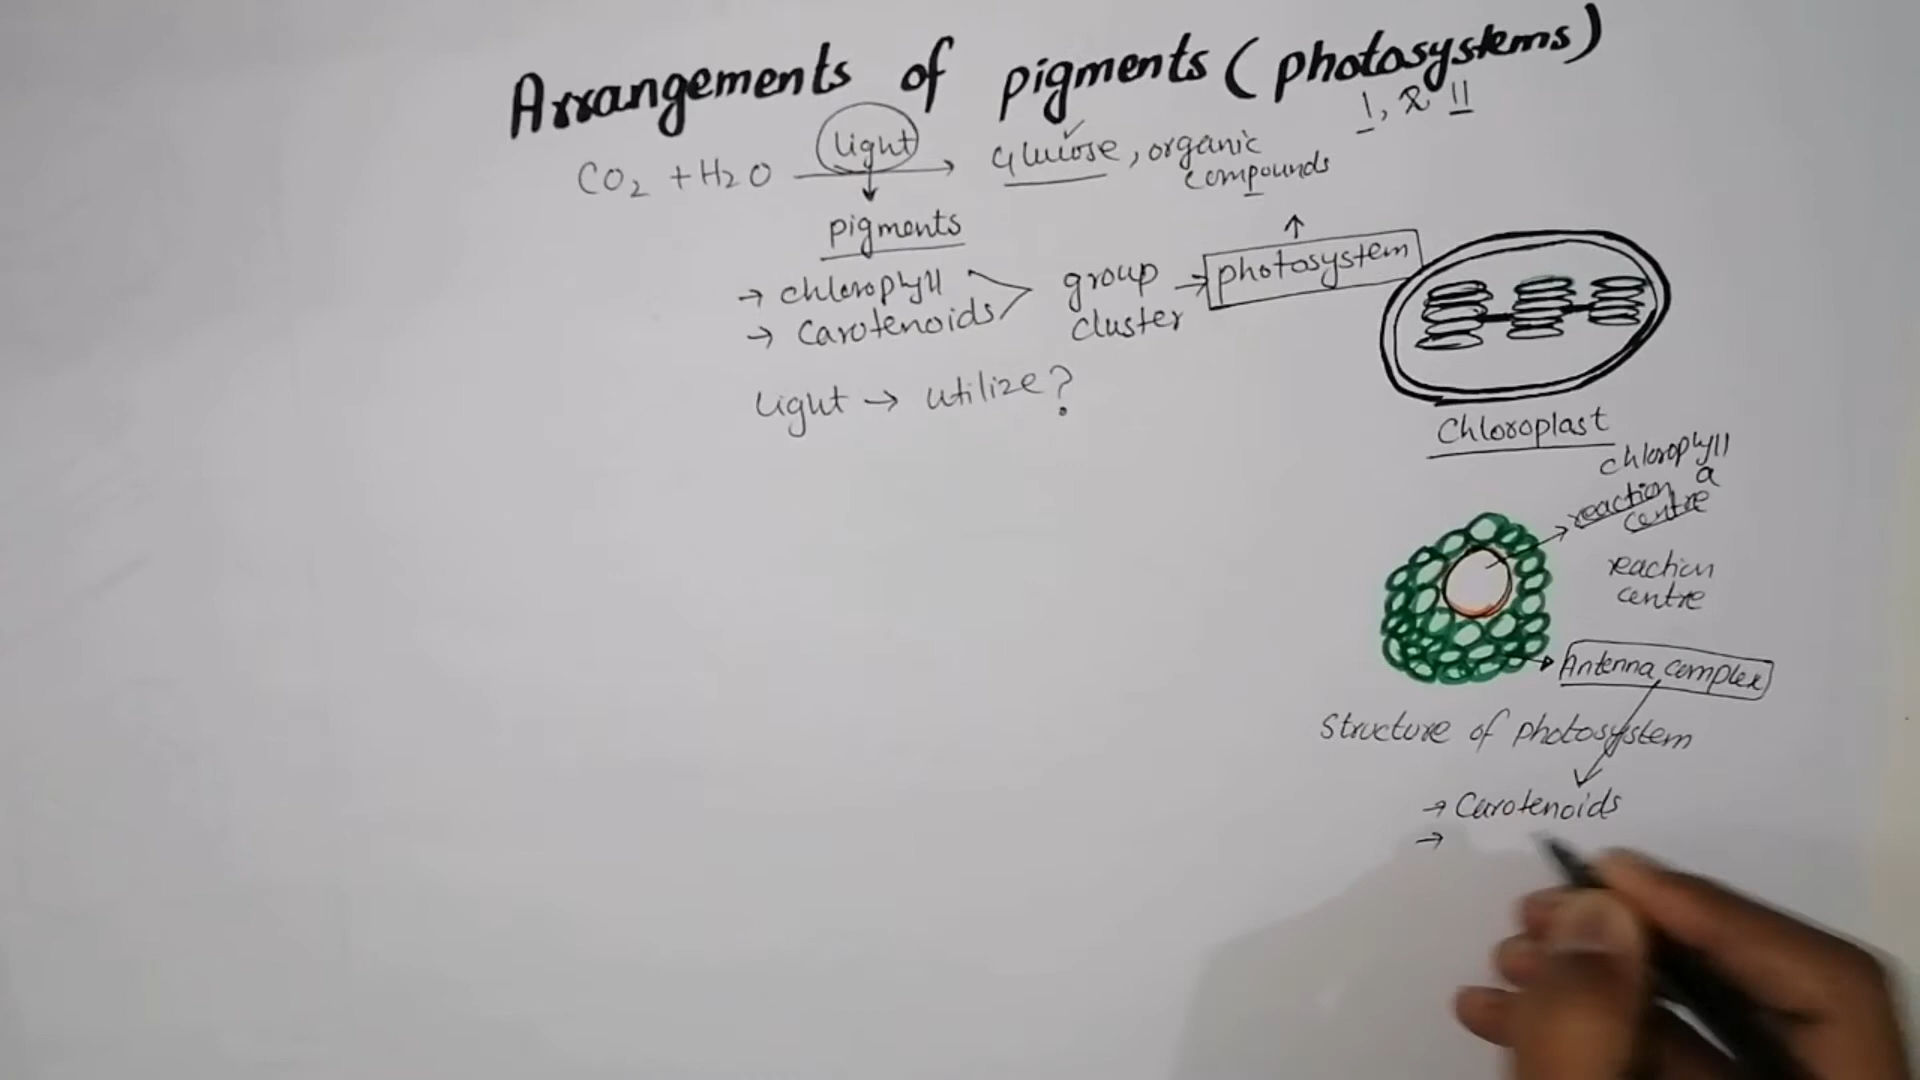 Arrangements of pigments (photosystems)
I, & II
CO2 + H2O light → Glucose, organic
compounds
pigments
→ chlorophyll
→ carotenoids
group
cluster
→ photosystem
light → utilize?
Chloroplast
chlorophyll
a
reaction
centre
reaction
centre
Antenna complex
Structure of photosystem
→ Carotenoids
→